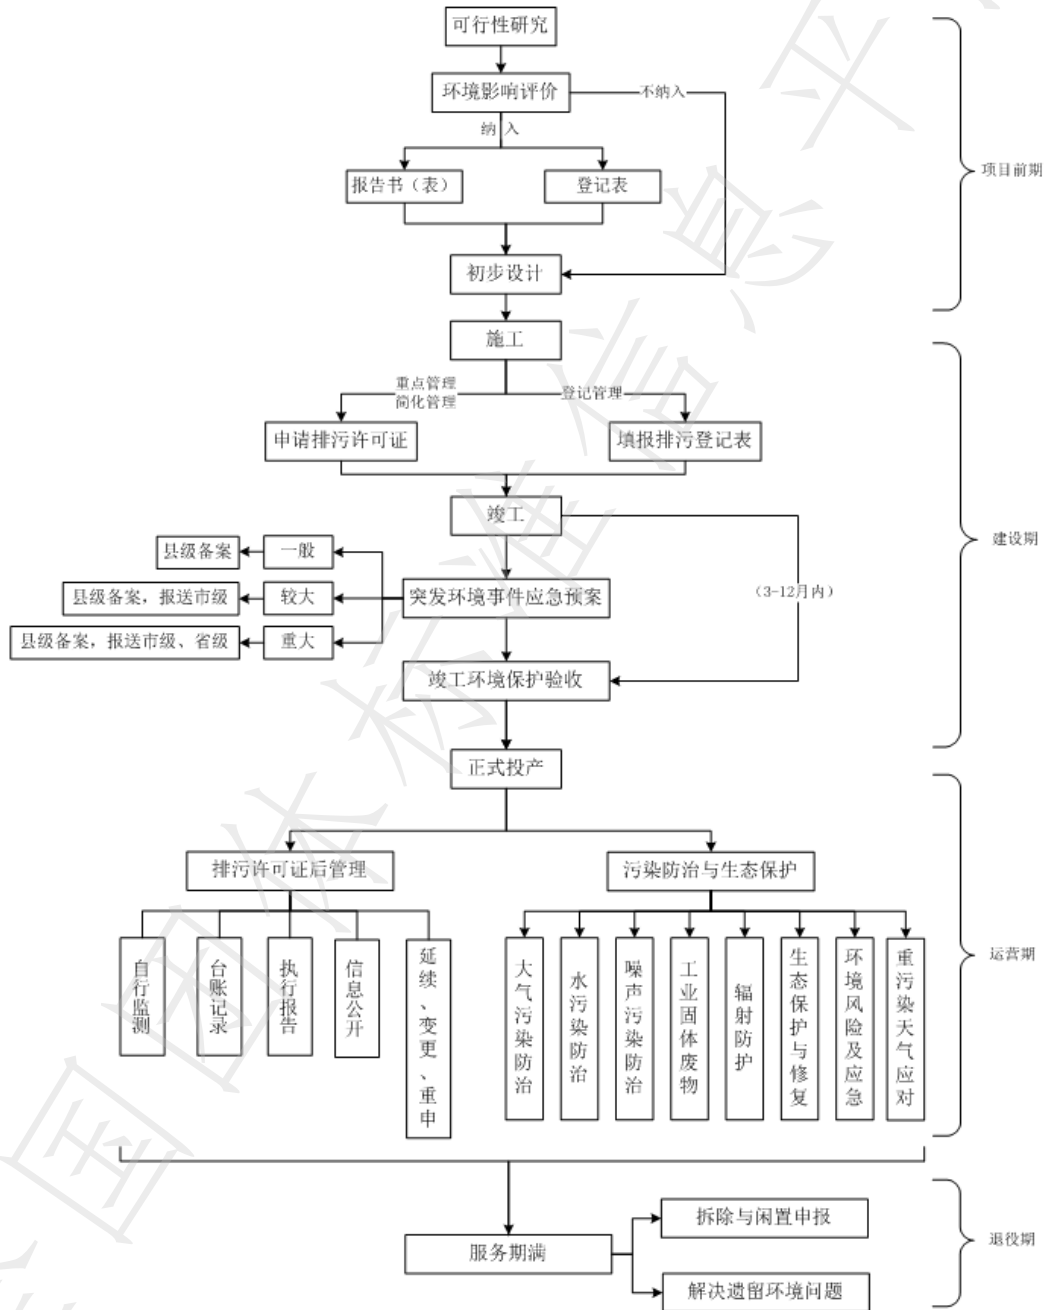 可行性研究
环境影响评价
不纳入
纳入
报告书（表）
登记表
初步设计
项目前期
施工
重点管理
简化管理
登记管理
申请排污许可证
填报排污登记表
竣工
县级备案
一般
县级备案，报送市级
较大
突发环境事件应急预案
（3-12月内）
县级备案，报送市级、省级
重大
竣工环境保护验收
建设期
正式投产
排污许可证后管理
污染防治与生态保护
自行监测
台账记录
执行报告
信息公开
延续、变更、重申
大气污染防治
水污染防治
噪声污染防治
工业固体废物
辐射防护
生态保护与修复
环境风险及应急
重污染天气应对
运营期
服务期满
拆除与闲置申报
解决遗留环境问题
退役期
国团体标准信息平